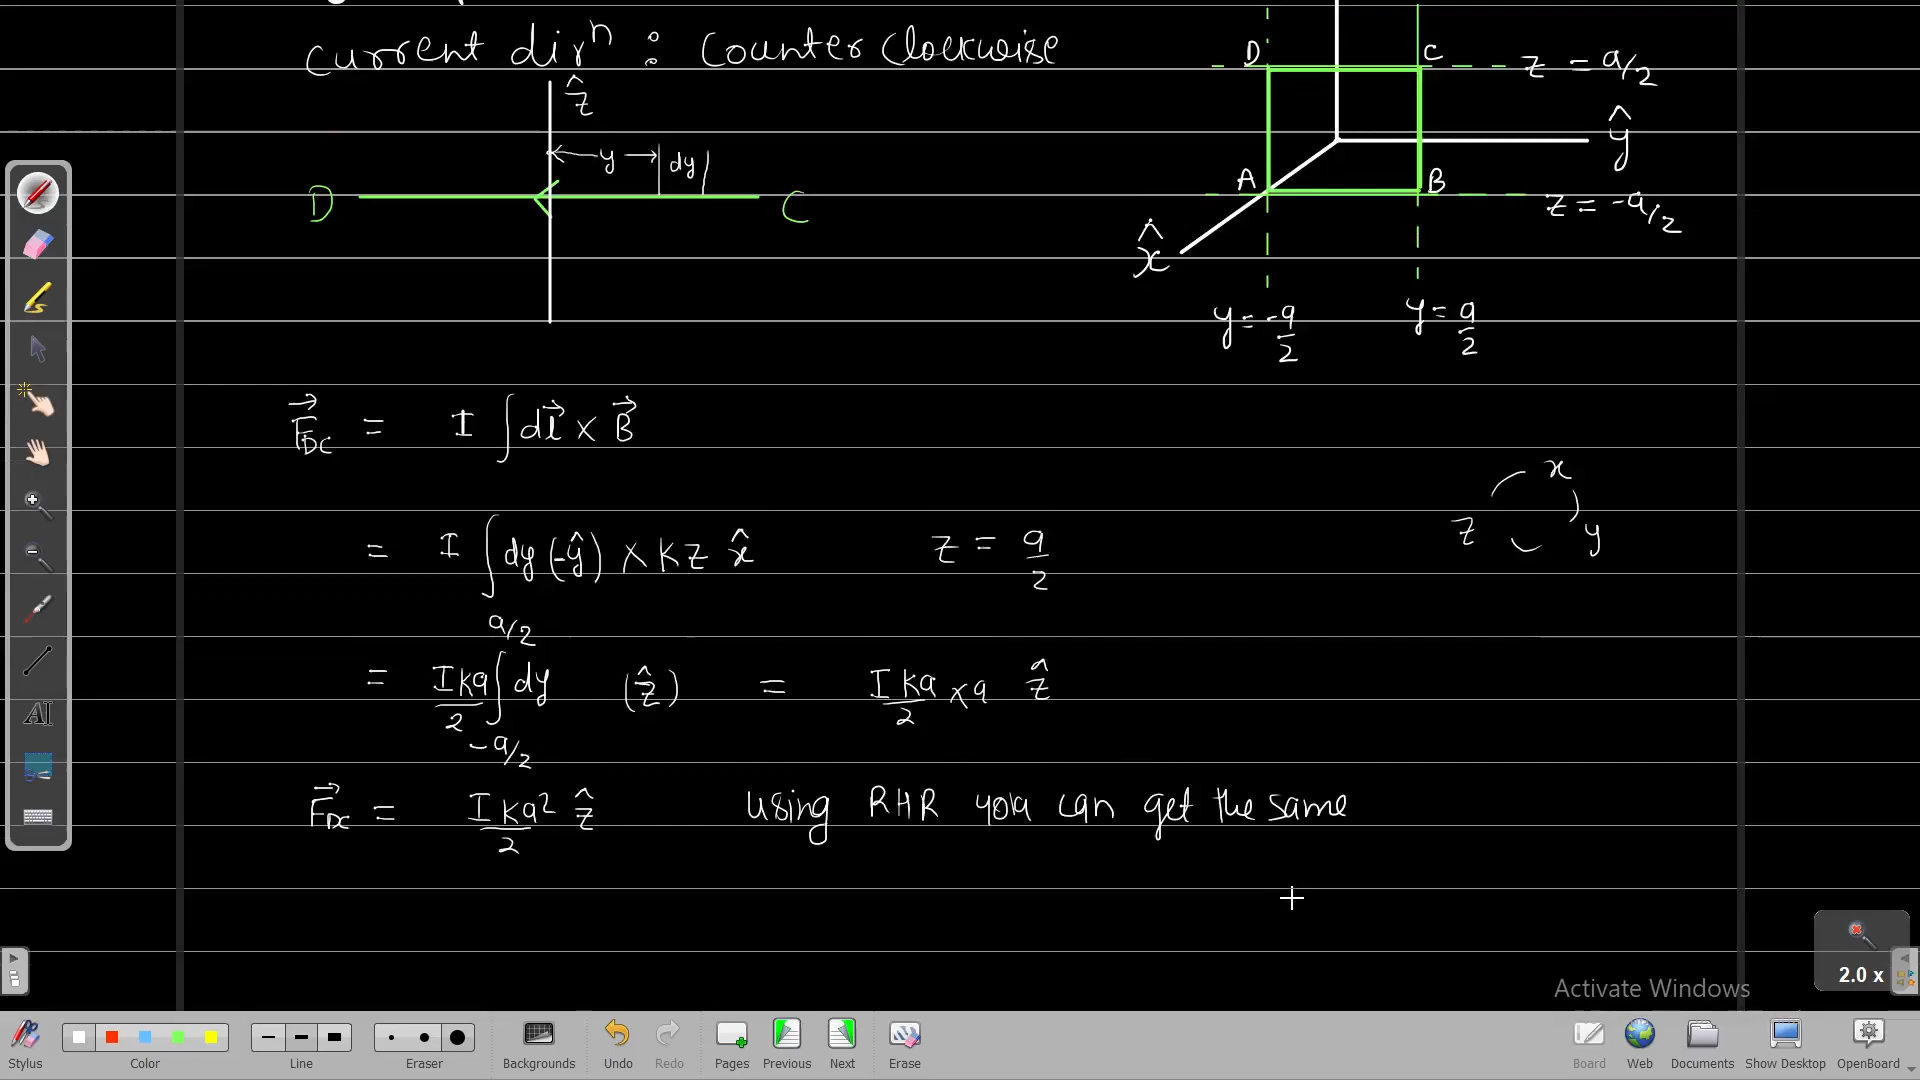 current dirⁿ : Counter Clockwise
D C z = a/2
ẑ
y dy
ŷ
D C
A B z = -a/2
x̂
y = -a/2 y = a/2
F⃗DC = I ∫ dl⃗ × B⃗
x
z y
= I ∫ dy (-ŷ) × kz x̂ z = a/2
= Ika/2 ∫_{-a/2}^{a/2} dy (ẑ) = Ika/2 × a ẑ
F⃗DC = Ika²/2 ẑ using RHR you can get the same
2.0 x
Activate Windows
Stylus Color Line Eraser Backgrounds Undo Redo Pages Previous Next Erase Board Web Documents Show Desktop OpenBoard